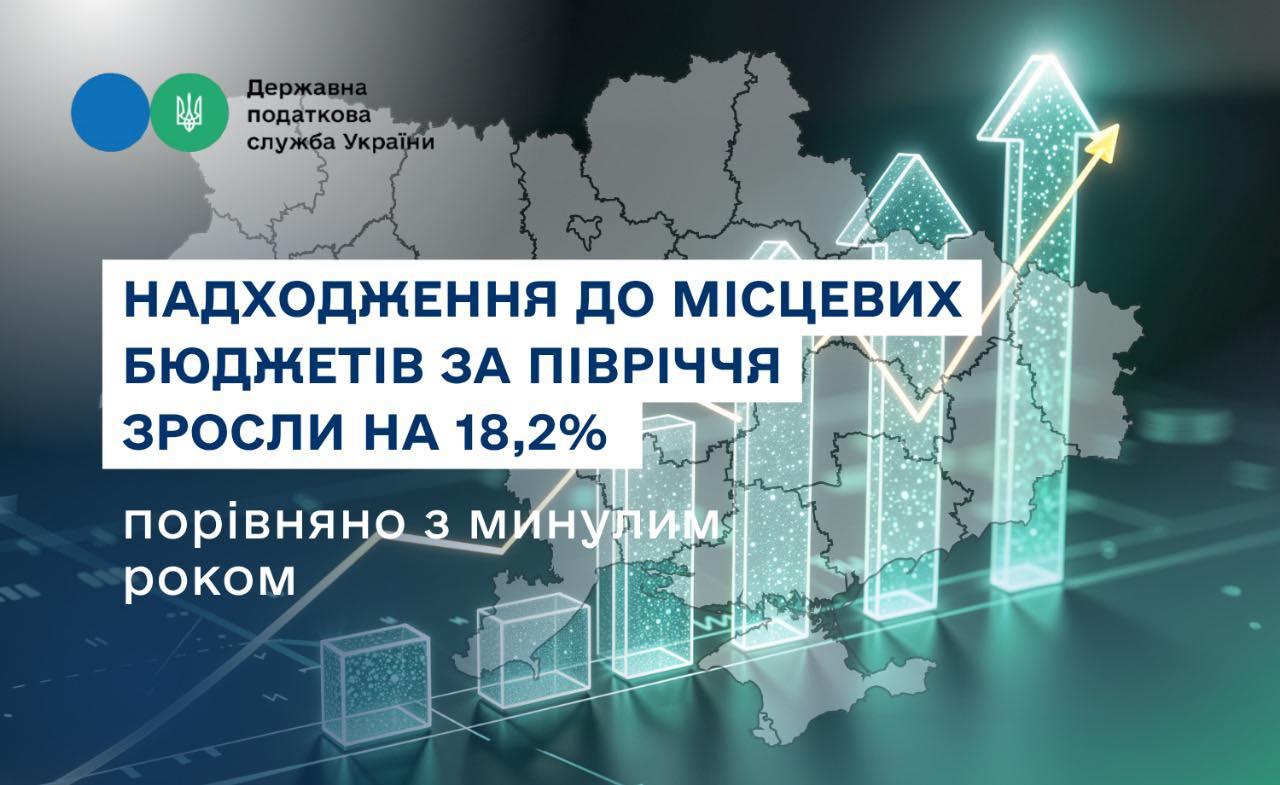 Державна
податкова
служба України
НАДХОДЖЕННЯ ДО МІСЦЕВИХ
БЮДЖЕТІВ ЗА ПІВРІЧЧЯ
ЗРОСЛИ НА 18,2%
порівняно з минулим
роком